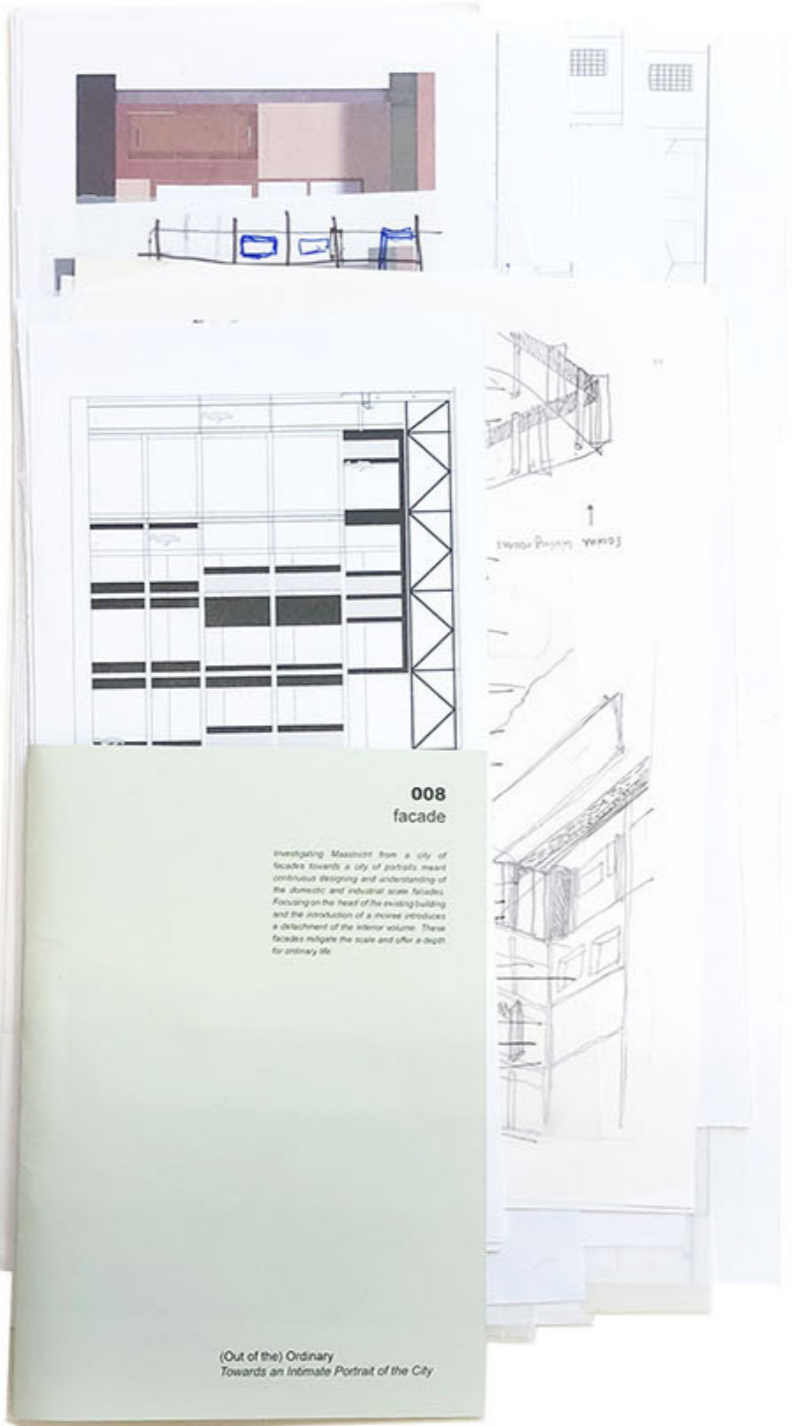 living rooms
008
facade
Investigating Maastricht from a city of
facades towards a city of portraits meant
continuous designing and understanding of
the domestic and industrial scale facades.
Focusing on the head of the existing building
and the introduction of a moiree introduces
a detachment of the interior volume. These
facades mitigate the scale and offer a depth
for ordinary life.
(Out of the) Ordinary
Towards an Intimate Portrait of the City